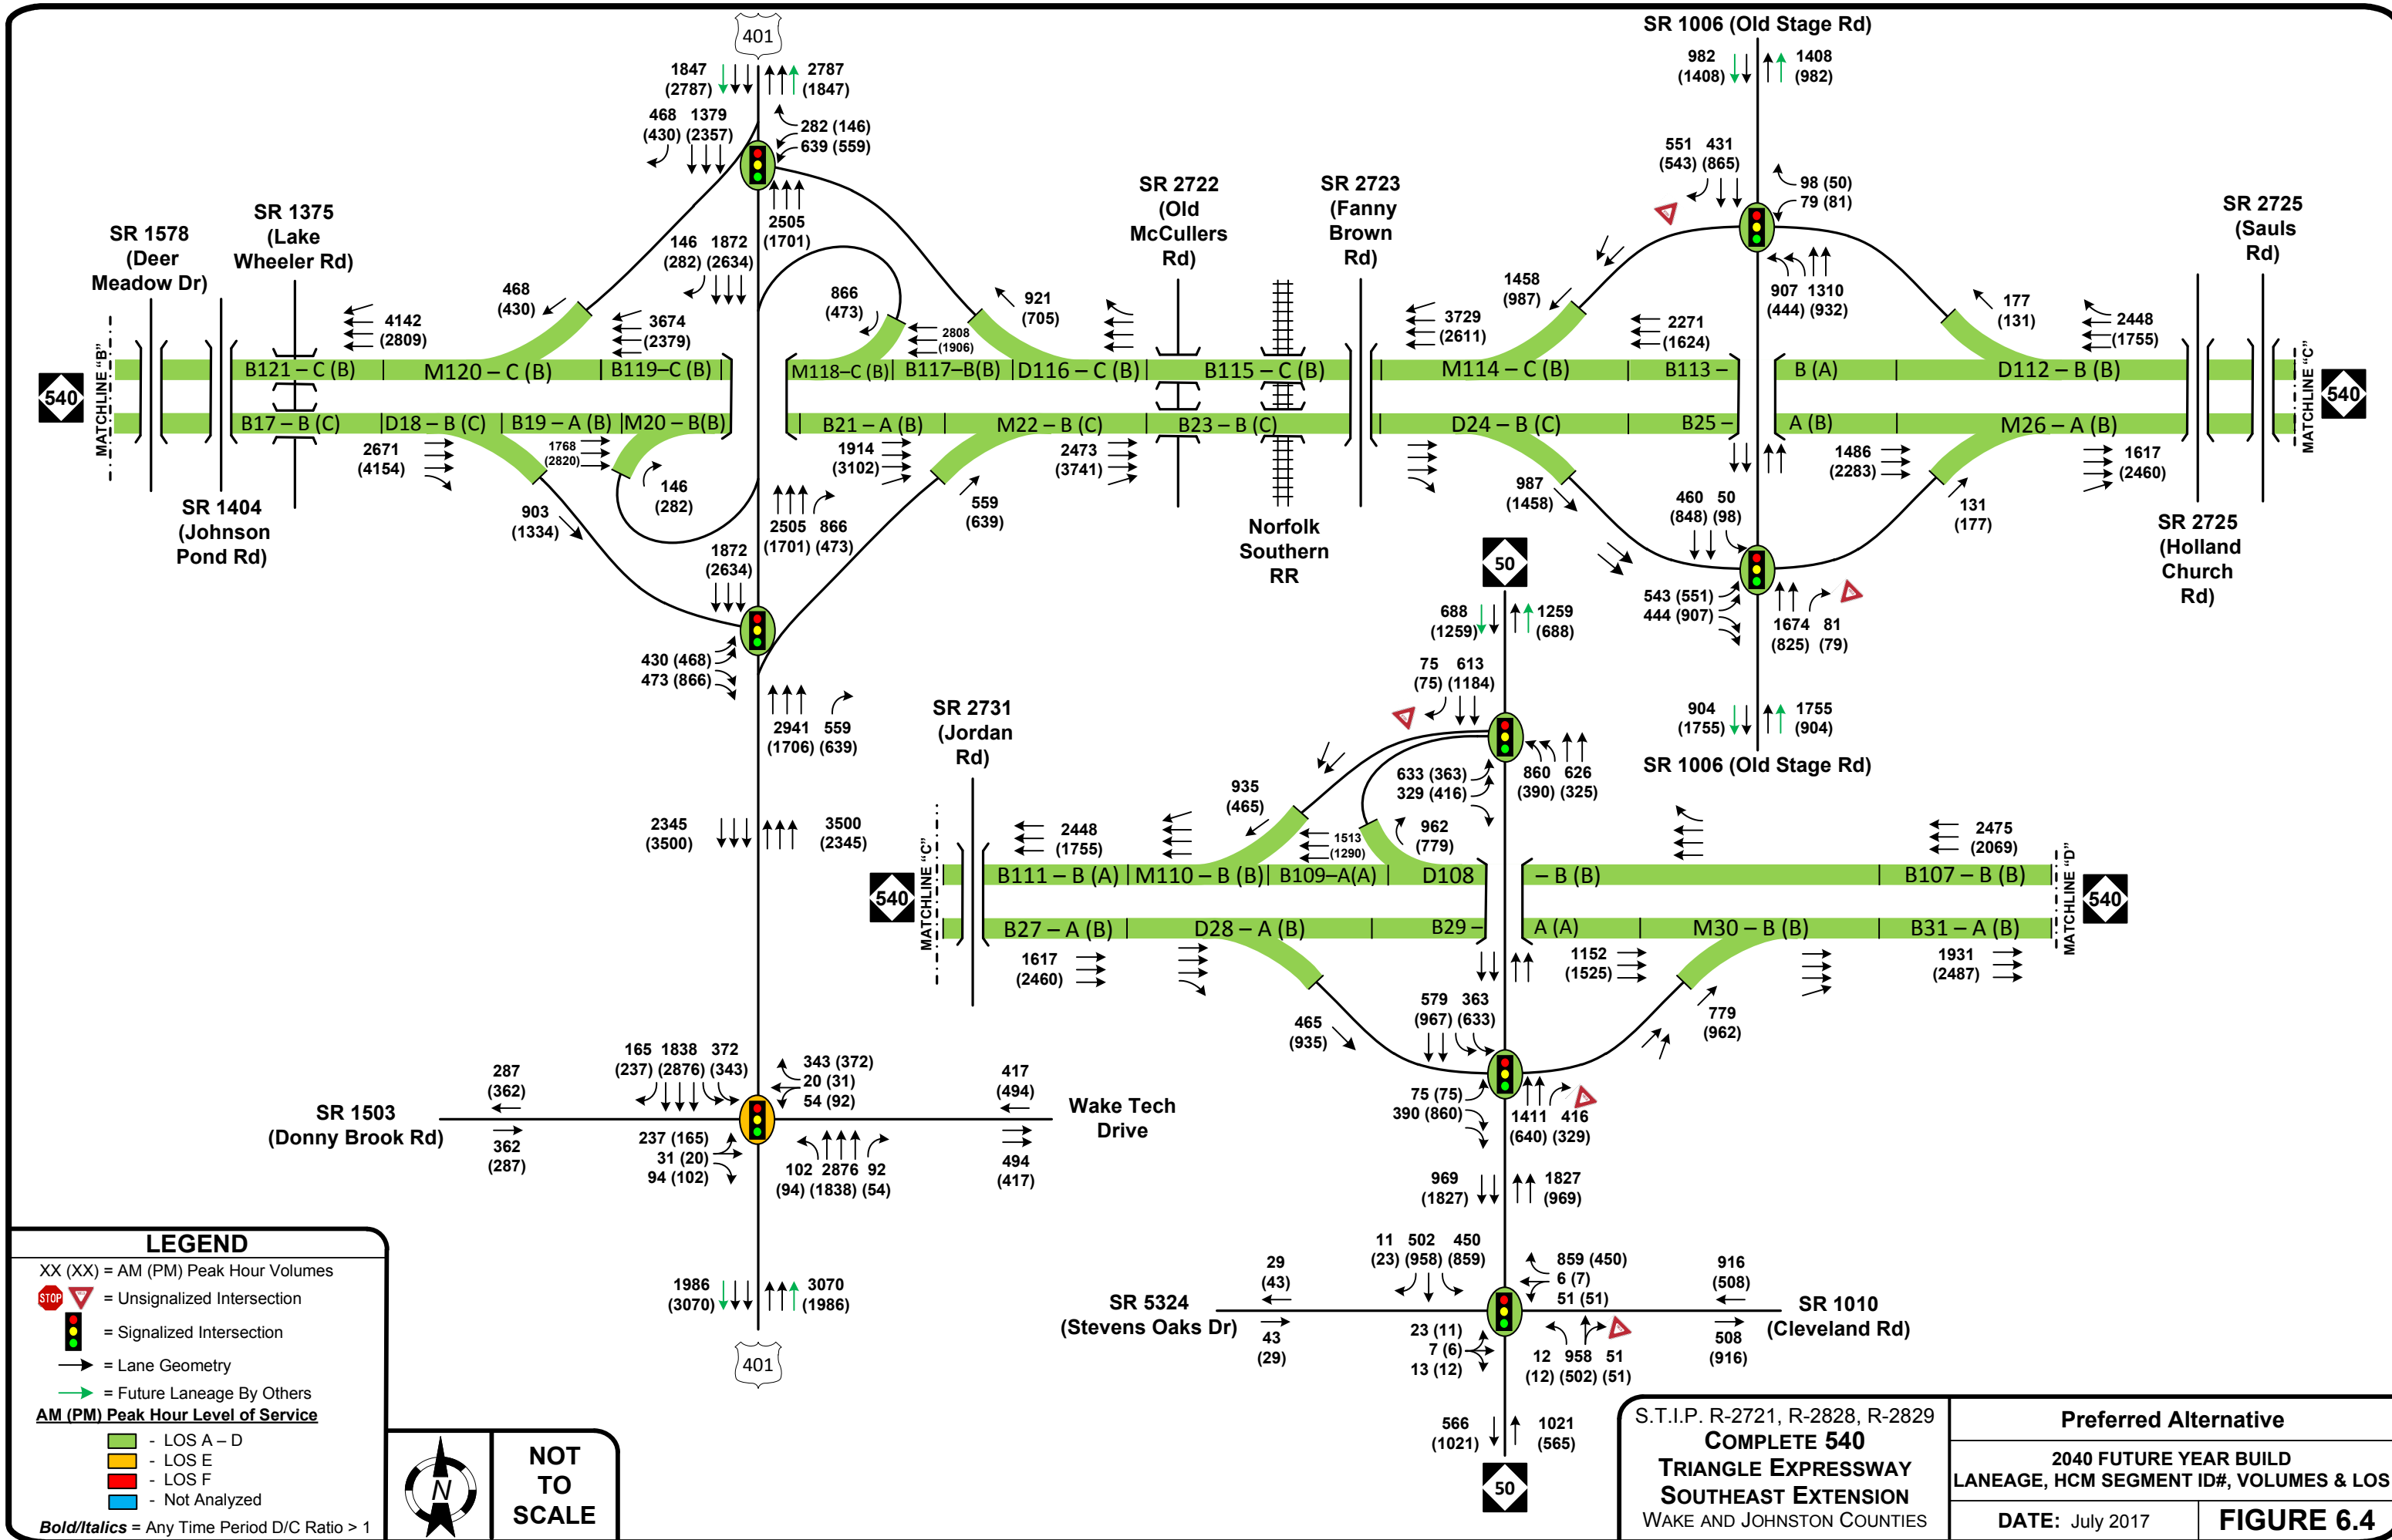 401
1847
(2787)
2787
(1847)
468 1379
(430) (2357)
282 (146)
639 (559)
2505
(1701)
146 1872
(282) (2634)
SR 1578
(Deer
Meadow Dr)
SR 1375
(Lake
Wheeler Rd)
SR 1404
(Johnson
Pond Rd)
SR 2722
(Old
McCullers
Rd)
SR 2723
(Fanny
Brown
Rd)
Norfolk
Southern
RR
SR 1006 (Old Stage Rd)
982
(1408)
1408
(982)
551 431
(543) (865)
98 (50)
79 (81)
907 1310
(444) (932)
SR 2725
(Sauls
Rd)
SR 2725
(Holland
Church
Rd)
468
(430)
4142
(2809)
3674
(2379)
866
(473)
2808
(1906)
921
(705)
3729
(2611)
1458
(987)
2271
(1624)
177
(131)
2448
(1755)
540
MATCHLINE "B"
B121 – C (B)
M120 – C (B)
B119–C (B)
M118–C (B)
B117–B(B)
D116 – C (B)
B115 – C (B)
M114 – C (B)
B113 –
B (A)
D112 – B (B)
MATCHLINE "C"
540
B17 – B (C)
D18 – B (C)
B19 – A (B)
M20 – B(B)
B21 – A (B)
M22 – B (C)
B23 – B (C)
D24 – B (C)
B25 –
A (B)
M26 – A (B)
2671
(4154)
1768
(2820)
146
(282)
1914
(3102)
2473
(3741)
559
(639)
903
(1334)
2505 866
(1701) (473)
1872
(2634)
430 (468)
473 (866)
2941 559
(1706) (639)
987
(1458)
1486
(2283)
1617
(2460)
131
(177)
460 50
(848) (98)
543 (551)
444 (907)
1674 81
(825) (79)
904
(1755)
1755
(904)
SR 1006 (Old Stage Rd)
50
688
(1259)
1259
(688)
75 613
(75) (1184)
633 (363)
329 (416)
860 626
(390) (325)
SR 2731
(Jordan
Rd)
935
(465)
962
(779)
2448
(1755)
1513
(1290)
2475
(2069)
540
MATCHLINE "C"
B111 – B (A)
M110 – B (B)
B109–A(A)
D108
– B (B)
B107 – B (B)
MATCHLINE "D"
540
B27 – A (B)
D28 – A (B)
B29 –
A (A)
M30 – B (B)
B31 – A (B)
1617
(2460)
1152
(1525)
1931
(2487)
465
(935)
579 363
(967) (633)
779
(962)
75 (75)
390 (860)
1411 416
(640) (329)
969
(1827)
1827
(969)
2345
(3500)
3500
(2345)
165 1838 372
(237) (2876) (343)
343 (372)
20 (31)
54 (92)
287
(362)
417
(494)
SR 1503
(Donny Brook Rd)
Wake Tech
Drive
362
(287)
237 (165)
31 (20)
94 (102)
102 2876 92
(94) (1838) (54)
494
(417)
1986
(3070)
3070
(1986)
401
11 502 450
(23) (958) (859)
859 (450)
6 (7)
51 (51)
29
(43)
916
(508)
SR 5324
(Stevens Oaks Dr)
SR 1010
(Cleveland Rd)
43
(29)
23 (11)
7 (6)
13 (12)
12 958 51
(12) (502) (51)
508
(916)
566
(1021)
1021
(565)
50
LEGEND
XX (XX) = AM (PM) Peak Hour Volumes
STOP = Unsignalized Intersection
= Signalized Intersection
= Lane Geometry
= Future Laneage By Others
AM (PM) Peak Hour Level of Service
- LOS A – D
- LOS E
- LOS F
- Not Analyzed
Bold/Italics = Any Time Period D/C Ratio > 1
N
NOT
TO
SCALE
S.T.I.P. R-2721, R-2828, R-2829
COMPLETE 540
TRIANGLE EXPRESSWAY
SOUTHEAST EXTENSION
WAKE AND JOHNSTON COUNTIES
Preferred Alternative
2040 FUTURE YEAR BUILD
LANEAGE, HCM SEGMENT ID#, VOLUMES & LOS
DATE: July 2017
FIGURE 6.4